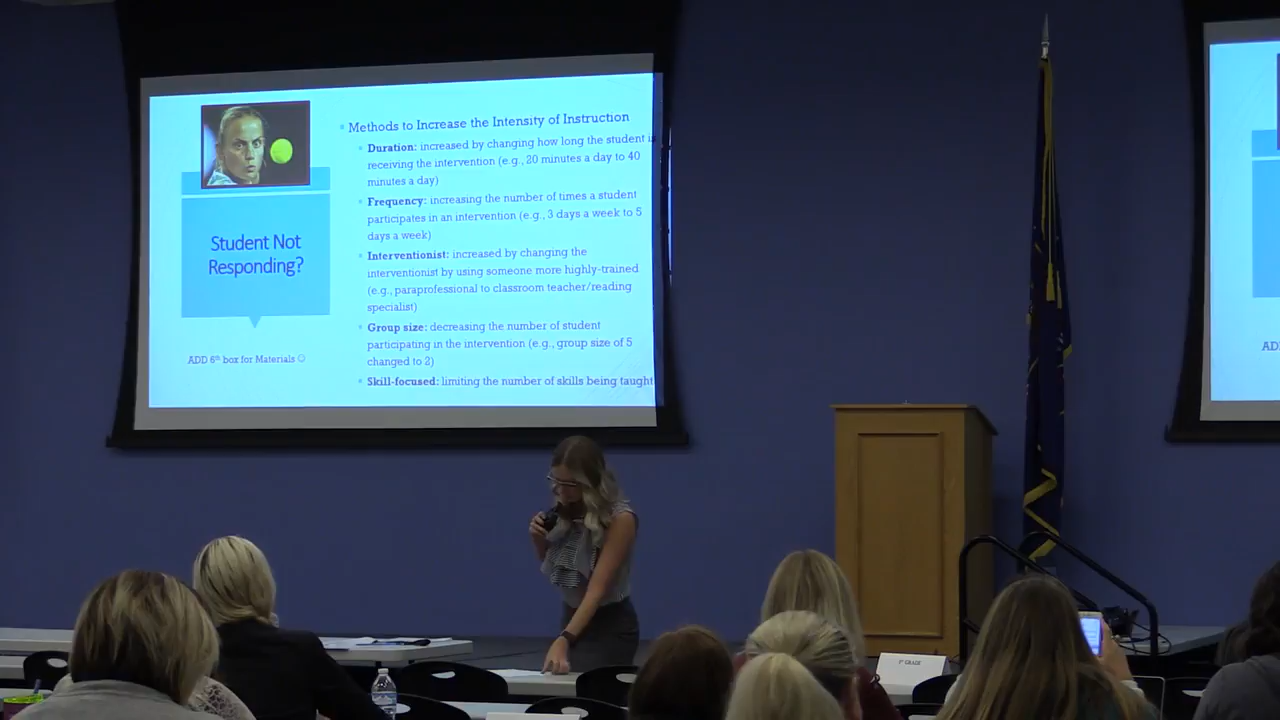 Student Not
Responding?
ADD 6th box for Materials ☺
Methods to Increase the Intensity of Instruction
Duration: increased by changing how long the student is
receiving the intervention (e.g., 20 minutes a day to 40
minutes a day)
Frequency: increasing the number of times a student
participates in an intervention (e.g., 3 days a week to 5
days a week)
Interventionist: increased by changing the
interventionist by using someone more highly-trained
(e.g., paraprofessional to classroom teacher/reading
specialist)
Group size: decreasing the number of student
participating in the intervention (e.g., group size of 5
changed to 2)
Skill-focused: limiting the number of skills being taught
AD